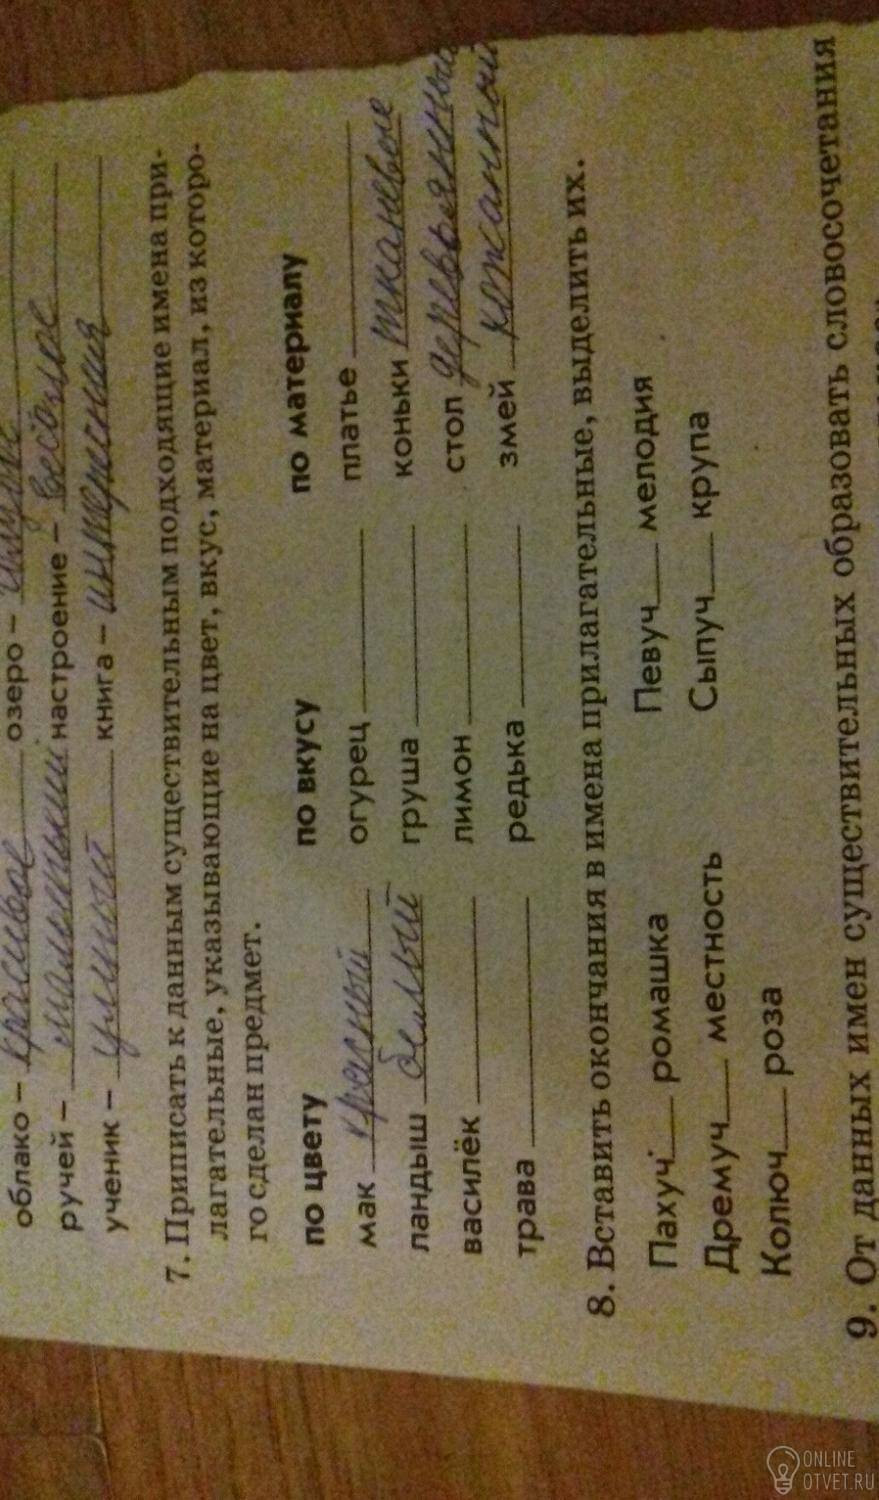 облако – красивое озеро –
ручей – маленький настроение – весёлое
ученик – умный книга – интересная
7. Приписать к данным существительным подходящие имена при-
лагательные, указывающие на цвет, вкус, материал, из которо-
го сделан предмет.
по цвету по вкусу по материалу
мак красный огурец платье
ландыш белый груша коньки тканевые
василёк лимон стол деревянный
трава редька змей кожанный
8. Вставить окончания в имена прилагательные, выделить их.
Пахуч___ ромашка Певуч___ мелодия
Дремуч___ местность Сыпуч___ крупа
Колюч___ роза
9. От данных имен существительных образовать словосочетания
ONLINE
OTVET.RU